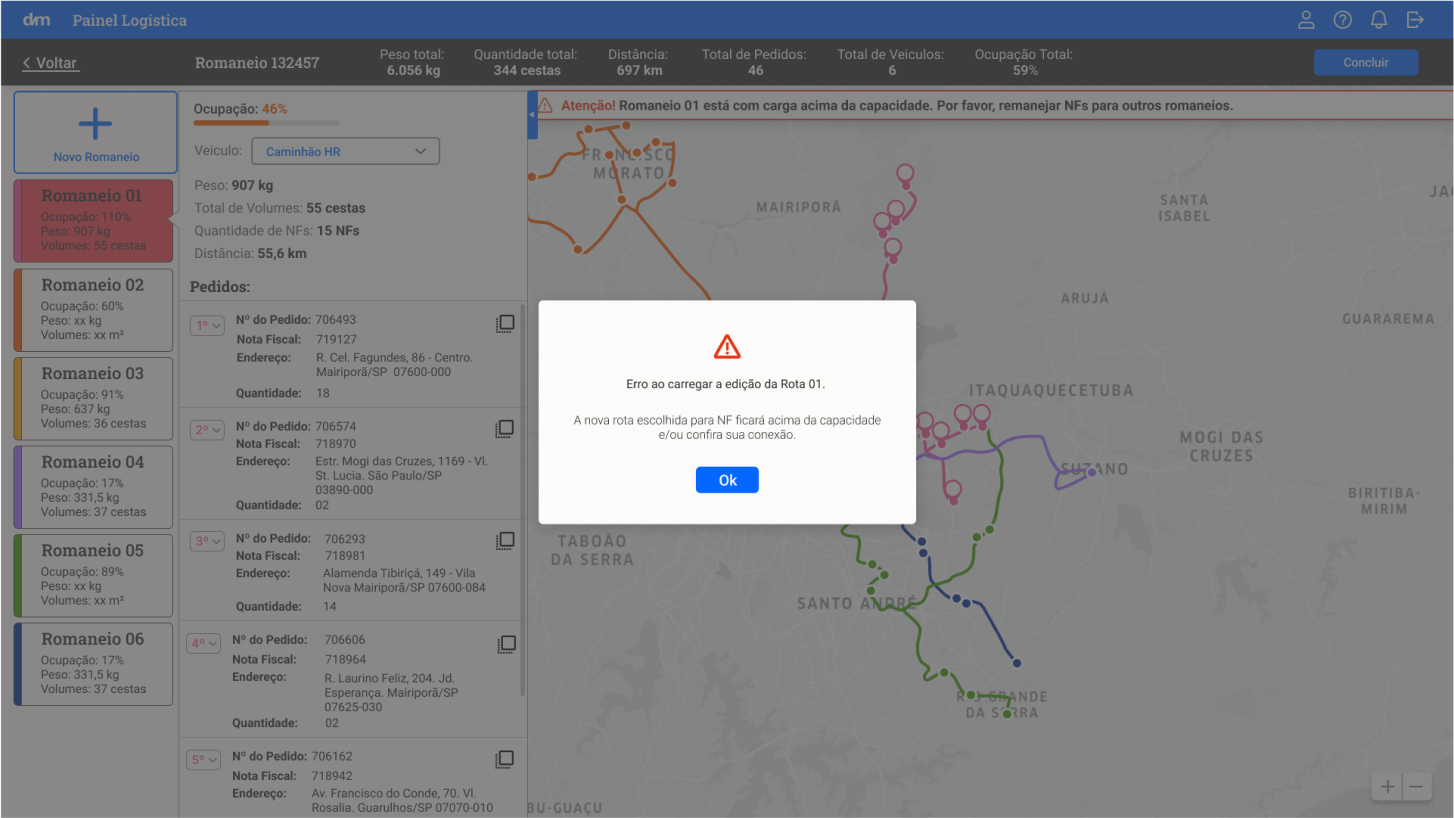 dm Painel Logística
Voltar
Romaneio 132457
Peso total:
6.056 kg
Quantidade total:
344 cestas
Distância:
697 km
Total de Pedidos:
46
Total de Veiculos:
6
Ocupação Total:
59%
Concluir
Novo Romaneio
Romaneio 01
Ocupação: 110%
Peso: 907 kg
Volumes: 55 cestas
Romaneio 02
Ocupação: 60%
Peso: xx kg
Volumes: xx m²
Romaneio 03
Ocupação: 91%
Peso: 637 kg
Volumes: 36 cestas
Romaneio 04
Ocupação: 17%
Peso: 331,5 kg
Volumes: 37 cestas
Romaneio 05
Ocupação: 89%
Peso: xx kg
Volumes: xx m²
Romaneio 06
Ocupação: 17%
Peso: 331,5 kg
Volumes: 37 cestas
Ocupação: 46%
Veiculo: Caminhão HR
Peso: 907 kg
Total de Volumes: 55 cestas
Quantidade de NFs: 15 NFs
Distância: 55,6 km
Pedidos:
1º
Nº do Pedido: 706493
Nota Fiscal: 719127
Endereço: R. Cel. Fagundes, 86 - Centro.
Mairiporã/SP 07600-000
Quantidade: 18
2º
Nº do Pedido: 706574
Nota Fiscal: 718970
Endereço: Estr. Mogi das Cruzes, 1169 - Vl.
St. Lucia. São Paulo/SP
03890-000
Quantidade: 02
3º
Nº do Pedido: 706293
Nota Fiscal: 718981
Endereço: Alamenda Tibiriçá, 149 - Vila
Nova Mairiporã/SP 07600-084
Quantidade: 14
4º
Nº do Pedido: 706606
Nota Fiscal: 718964
Endereço: R. Laurino Feliz, 204. Jd.
Esperança. Mairiporã/SP
07625-030
Quantidade: 02
5º
Nº do Pedido: 706162
Nota Fiscal: 718942
Endereço: Av. Francisco do Conde, 70. Vl.
Rosalia. Guarulhos/SP 07070-010
Atenção! Romaneio 01 está com carga acima da capacidade. Por favor, remanejar NFs para outros romaneios.
FRANCISCO
MORATO
MAIRIPORÃ
SANTA
ISABEL
JA
ARUJÁ
GUARAREMA
ITAQUAQUECETUBA
MOGI DAS
CRUZES
SUZANO
BIRITIBA-
MIRIM
TABOÃO
DA SERRA
SANTO ANDRÉ
RIO GRANDE
DA SERRA
BU-GUAÇU
Erro ao carregar a edição da Rota 01.
A nova rota escolhida para NF ficará acima da capacidade
e/ou confira sua conexão.
Ok